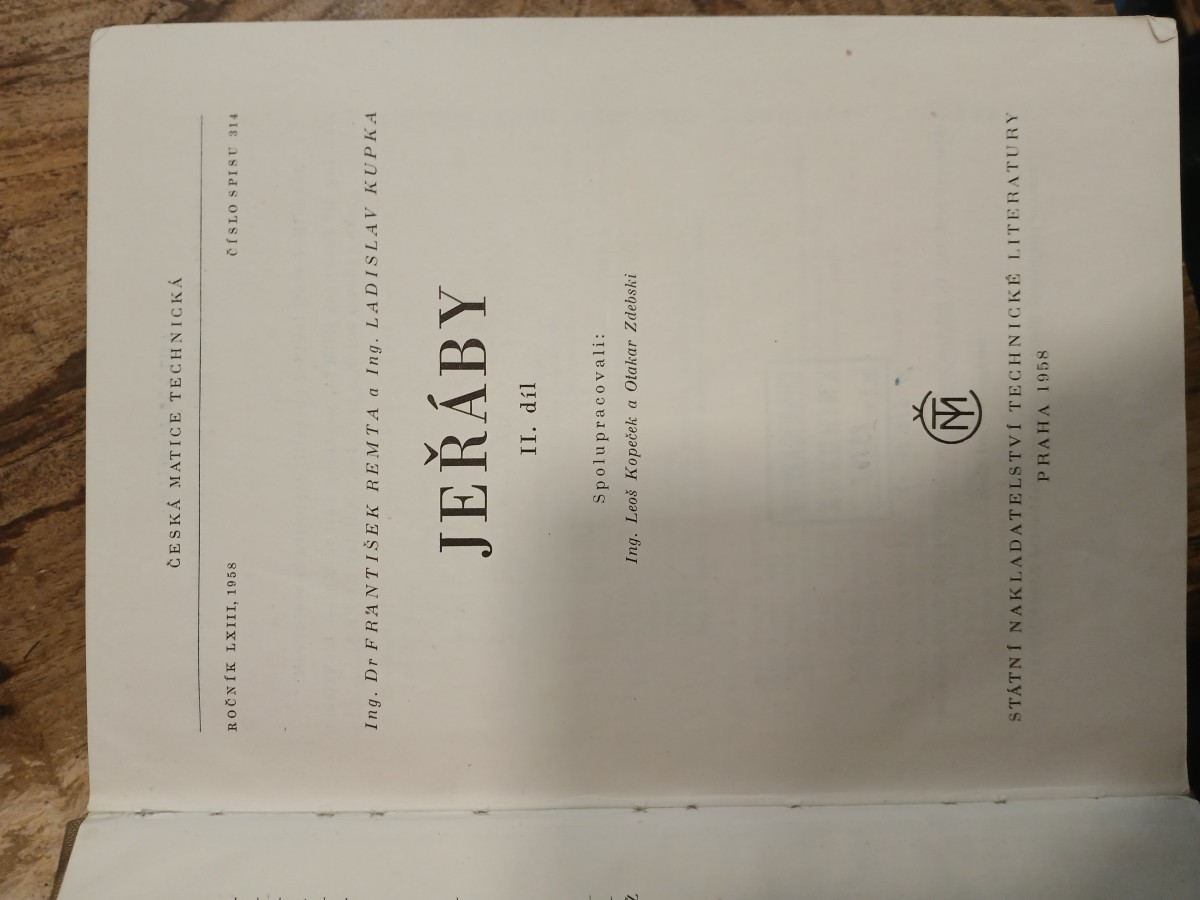 ČESKÁ MATICE TECHNICKÁ
ROČNÍK LXIII, 1958 ČÍSLO SPISU 314
Ing. Dr FRANTIŠEK REMTA a Ing. LADISLAV KUPKA
JEŘÁBY
II. díl
Spolupracovali:
Ing. Leoš Kopeček a Otakar Zdebski
ČMT
STÁTNÍ NAKLADATELSTVÍ TECHNICKÉ LITERATURY
PRAHA 1958